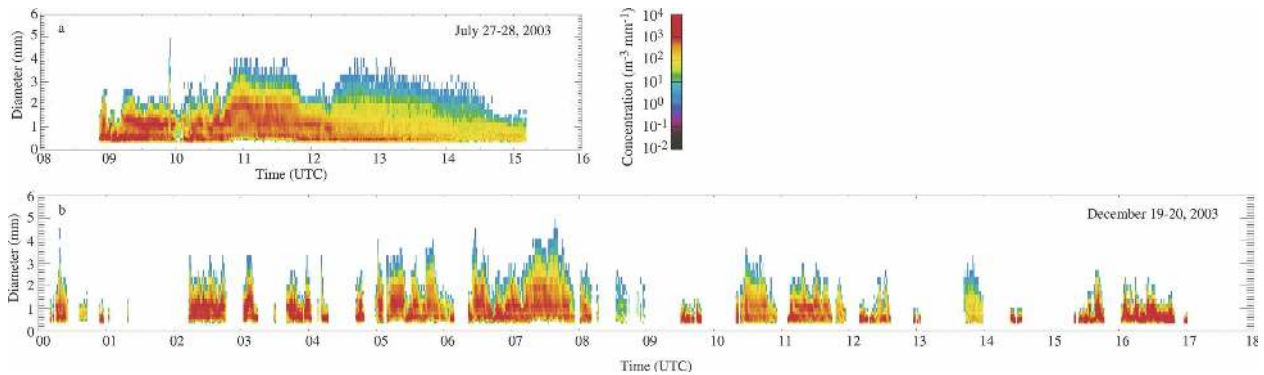 a
July 27-28, 2003
Diameter (mm)
6
5
4
3
2
1
0
08 09 10 11 12 13 14 15 16
Time (UTC)
Concentration (m-3 mm-1)
10^4
10^3
10^2
10^1
10^0
10^-1
10^-2
b
December 19-20, 2003
Diameter (mm)
6
5
4
3
2
1
0
00 01 02 03 04 05 06 07 08 09 10 11 12 13 14 15 16 17 18
Time (UTC)